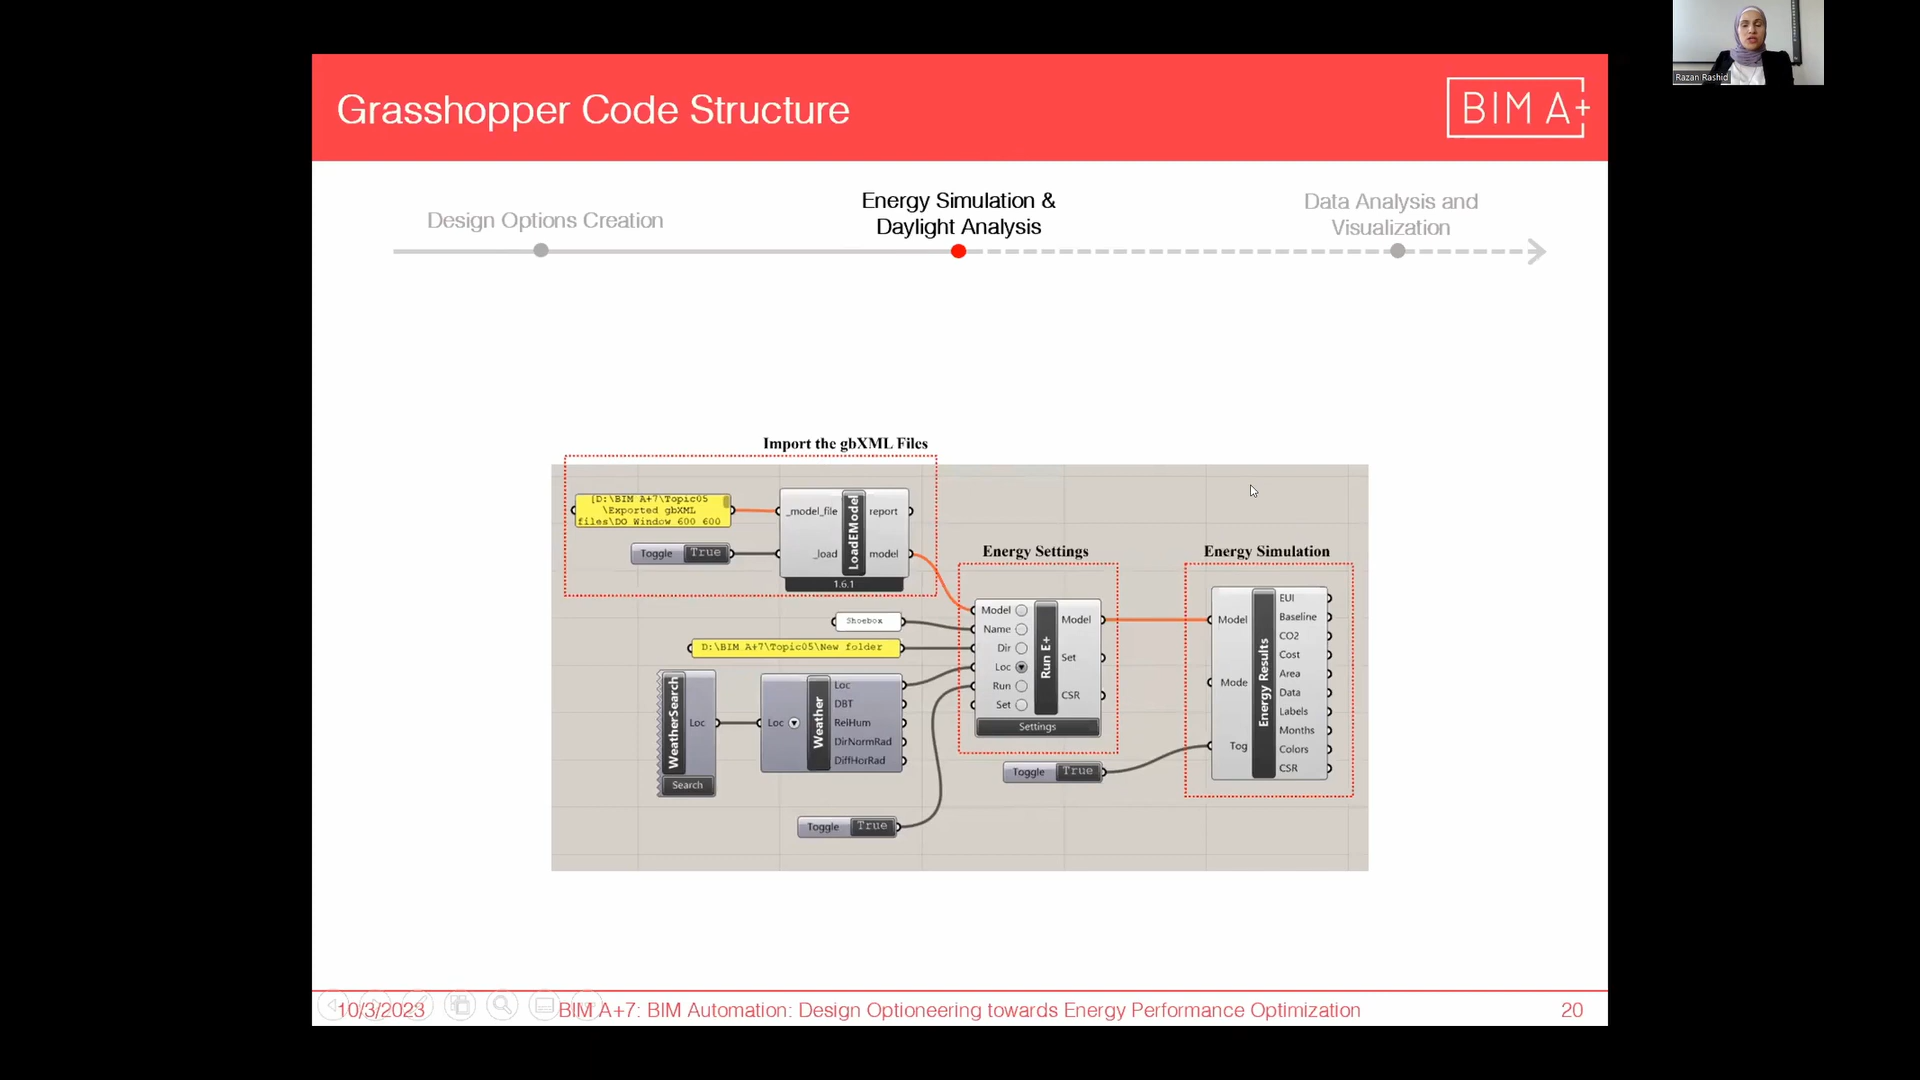 Razan Rashid
Grasshopper Code Structure
BIM A+
Design Options Creation
Energy Simulation &
Daylight Analysis
Data Analysis and
Visualization
Import the gbXML Files
[D:\BIM A+7\Topic05
\Exported gbXML
files\DO Window 600 600
Toggle True
_model_file
_load
LoadEModel
report
model
1.6.1
Shoebox
D:\BIM A+7\Topic05\New folder
WeatherSearch
Loc
Search
Loc
Weather
Loc
DBT
RelHum
DirNormRad
DiffHorRad
Toggle True
Energy Settings
Model
Name
Dir
Loc
Run
Set
Run E+
Model
Set
CSR
Settings
Toggle True
Energy Simulation
Model
Mode
Tog
Energy Results
EUI
Baseline
CO2
Cost
Area
Data
Labels
Months
Colors
CSR
10/3/2023
BIM A+7: BIM Automation: Design Optioneering towards Energy Performance Optimization
20